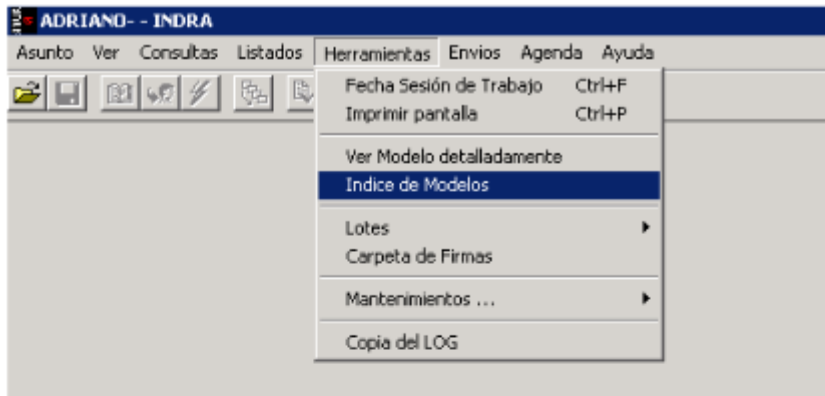 ADRIANO- - INDRA
Asunto Ver Consultas Listados Herramientas Envios Agenda Ayuda
Fecha Sesión de Trabajo Ctrl+F
Imprimir pantalla Ctrl+P
Ver Modelo detalladamente
Indice de Modelos
Lotes
Carpeta de Firmas
Mantenimientos ...
Copia del LOG